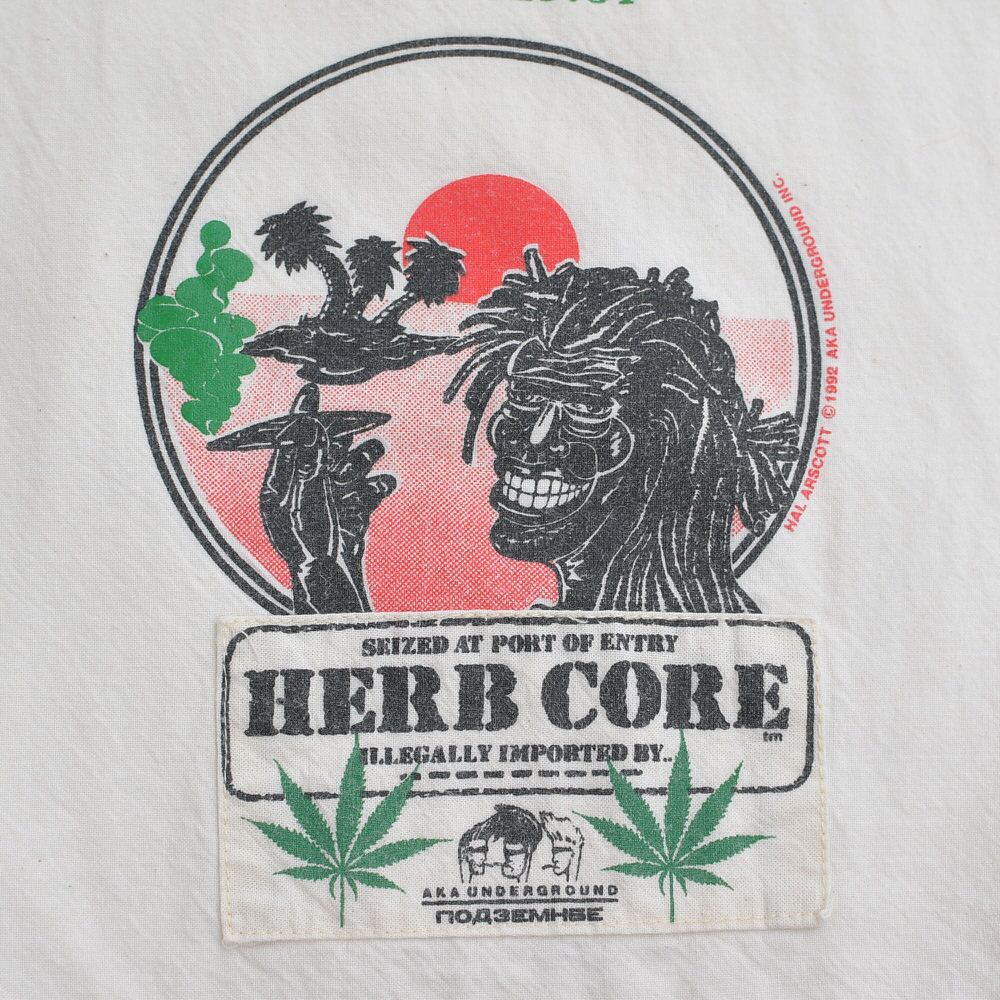 HAL ARSCOTT © 1992 AKA UNDERGROUND INC.
SEIZED AT PORT OF ENTRY
HERB CORE tm
ILLEGALLY IMPORTED BY..
AKA UNDERGROUND
ПОДЗЕМНБЕ